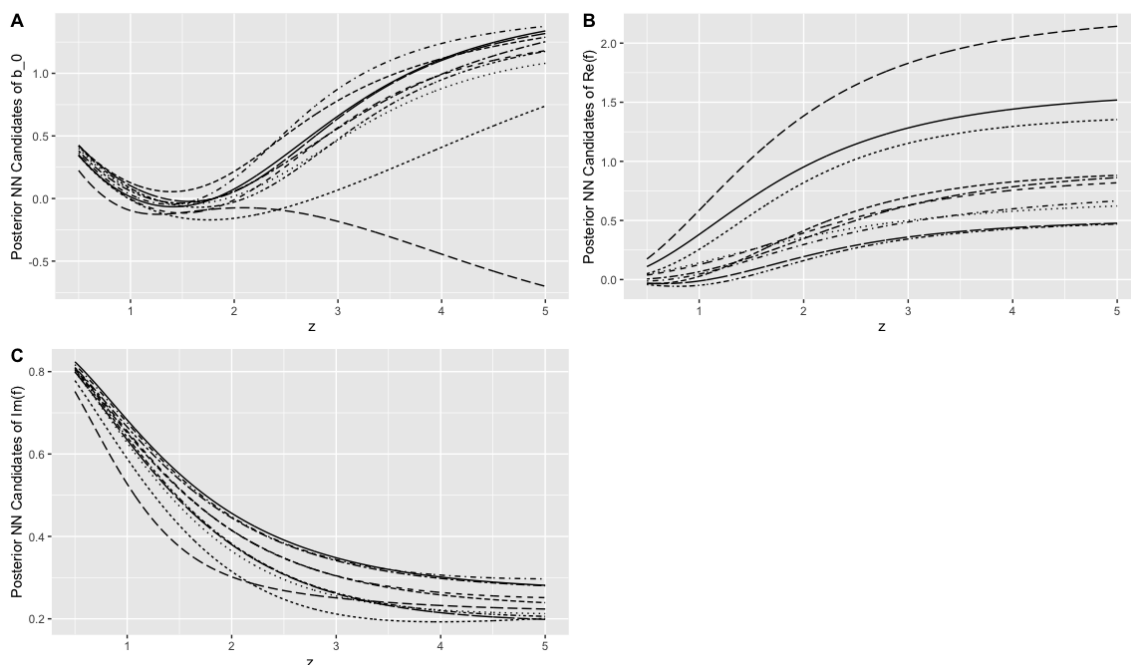 A
Posterior NN Candidates of b_0
1.0
0.5
0.0
-0.5
1 2 3 4 5
z
B
Posterior NN Candidates of Re(f)
2.0
1.5
1.0
0.5
0.0
1 2 3 4 5
z
C
Posterior NN Candidates of Im(f)
0.8
0.6
0.4
0.2
1 2 3 4 5
z